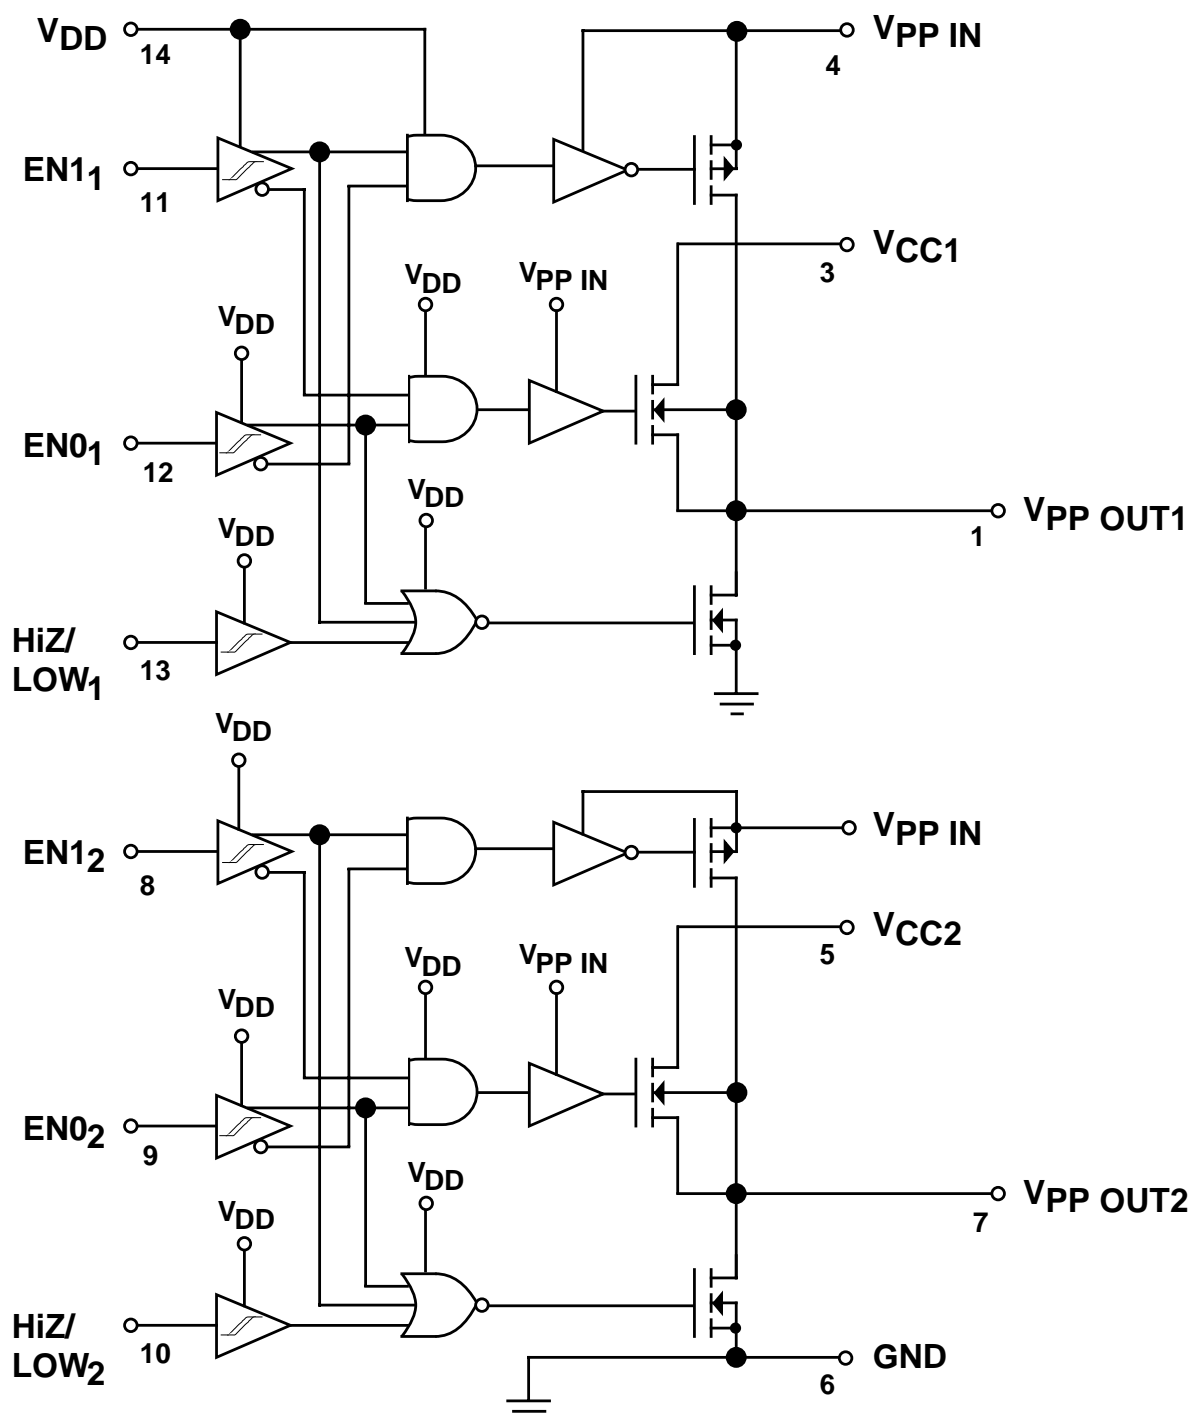 VDD
14
VPP IN
4
EN11
11
VCC1
3
VDD
VPP IN
VDD
EN01
12
VDD
VDD
VPP OUT1
1
HiZ/
LOW1
13
VDD
VPP IN
EN12
8
VCC2
5
VDD
VPP IN
VDD
EN02
9
VDD
VDD
VPP OUT2
7
HiZ/
LOW2
10
GND
6